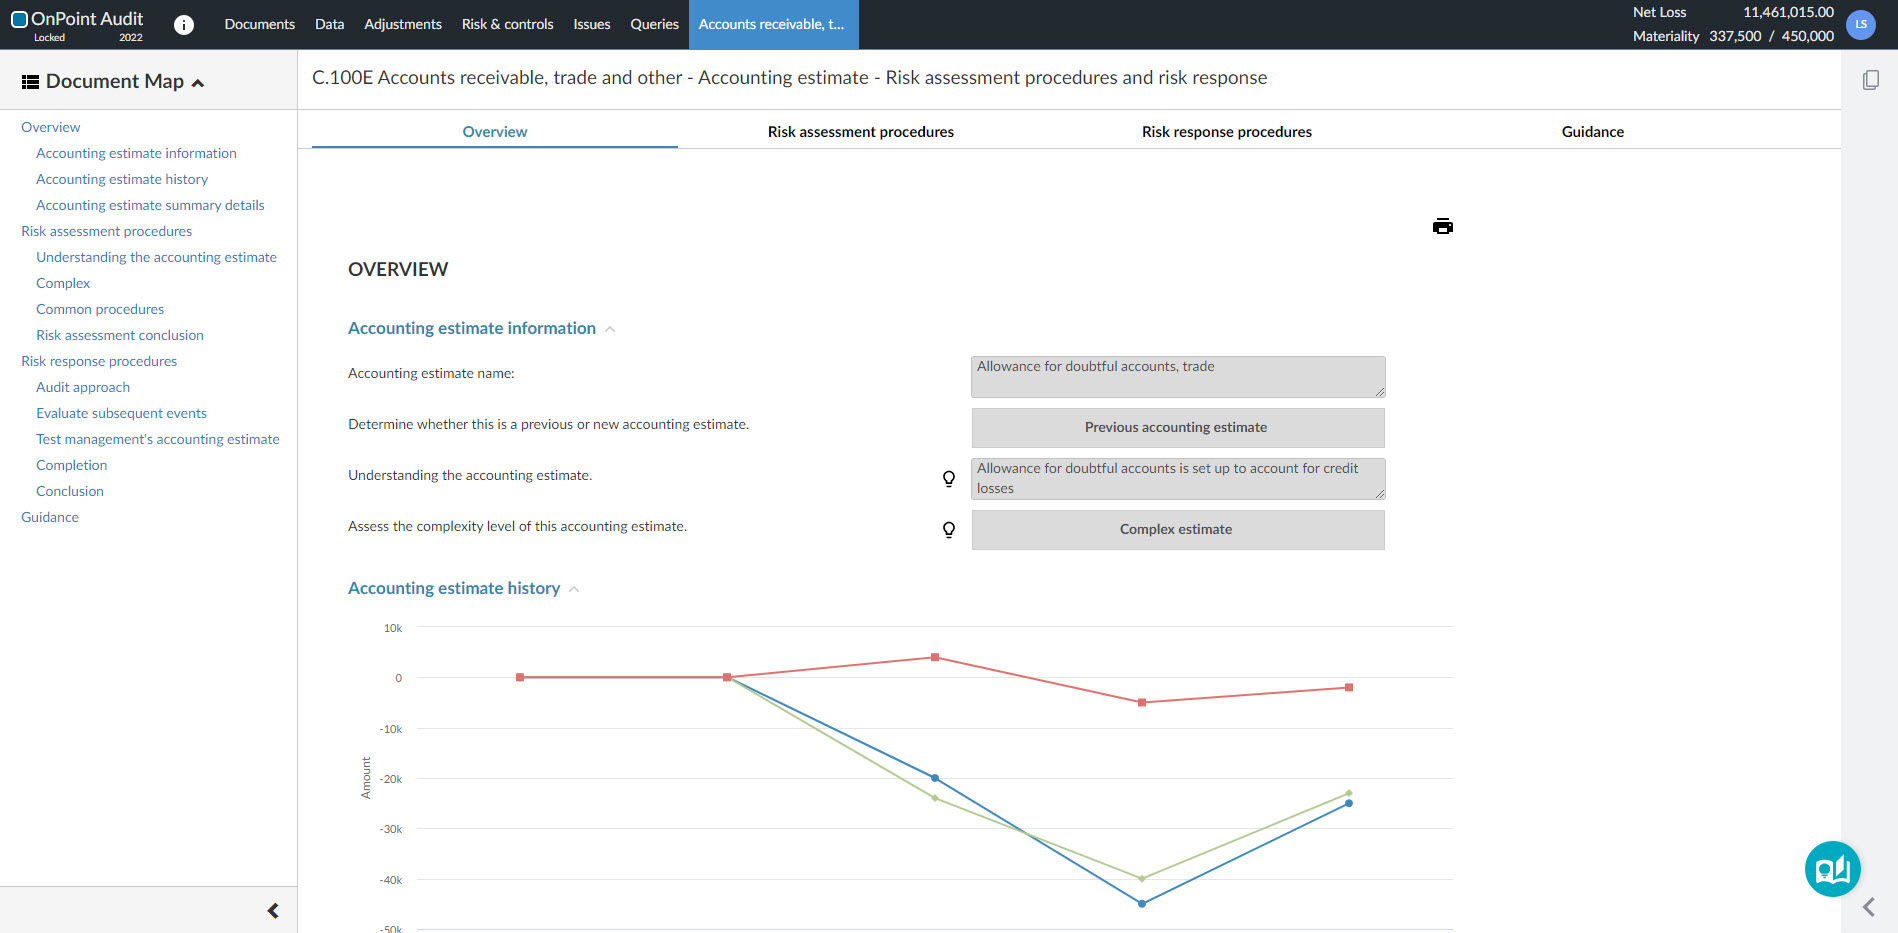 OnPoint Audit
Locked 2022
Documents Data Adjustments Risk & controls Issues Queries Accounts receivable, t...
Net Loss 11,461,015.00
Materiality 337,500 / 450,000
LS
Document Map
Overview
Accounting estimate information
Accounting estimate history
Accounting estimate summary details
Risk assessment procedures
Understanding the accounting estimate
Complex
Common procedures
Risk assessment conclusion
Risk response procedures
Audit approach
Evaluate subsequent events
Test management's accounting estimate
Completion
Conclusion
Guidance
C.100E Accounts receivable, trade and other - Accounting estimate - Risk assessment procedures and risk response
Overview Risk assessment procedures Risk response procedures Guidance
OVERVIEW
Accounting estimate information
Accounting estimate name:
Allowance for doubtful accounts, trade
Determine whether this is a previous or new accounting estimate.
Previous accounting estimate
Understanding the accounting estimate.
Allowance for doubtful accounts is set up to account for credit
losses
Assess the complexity level of this accounting estimate.
Complex estimate
Accounting estimate history
10k
0
-10k
-20k
-30k
-40k
-50k
Amount